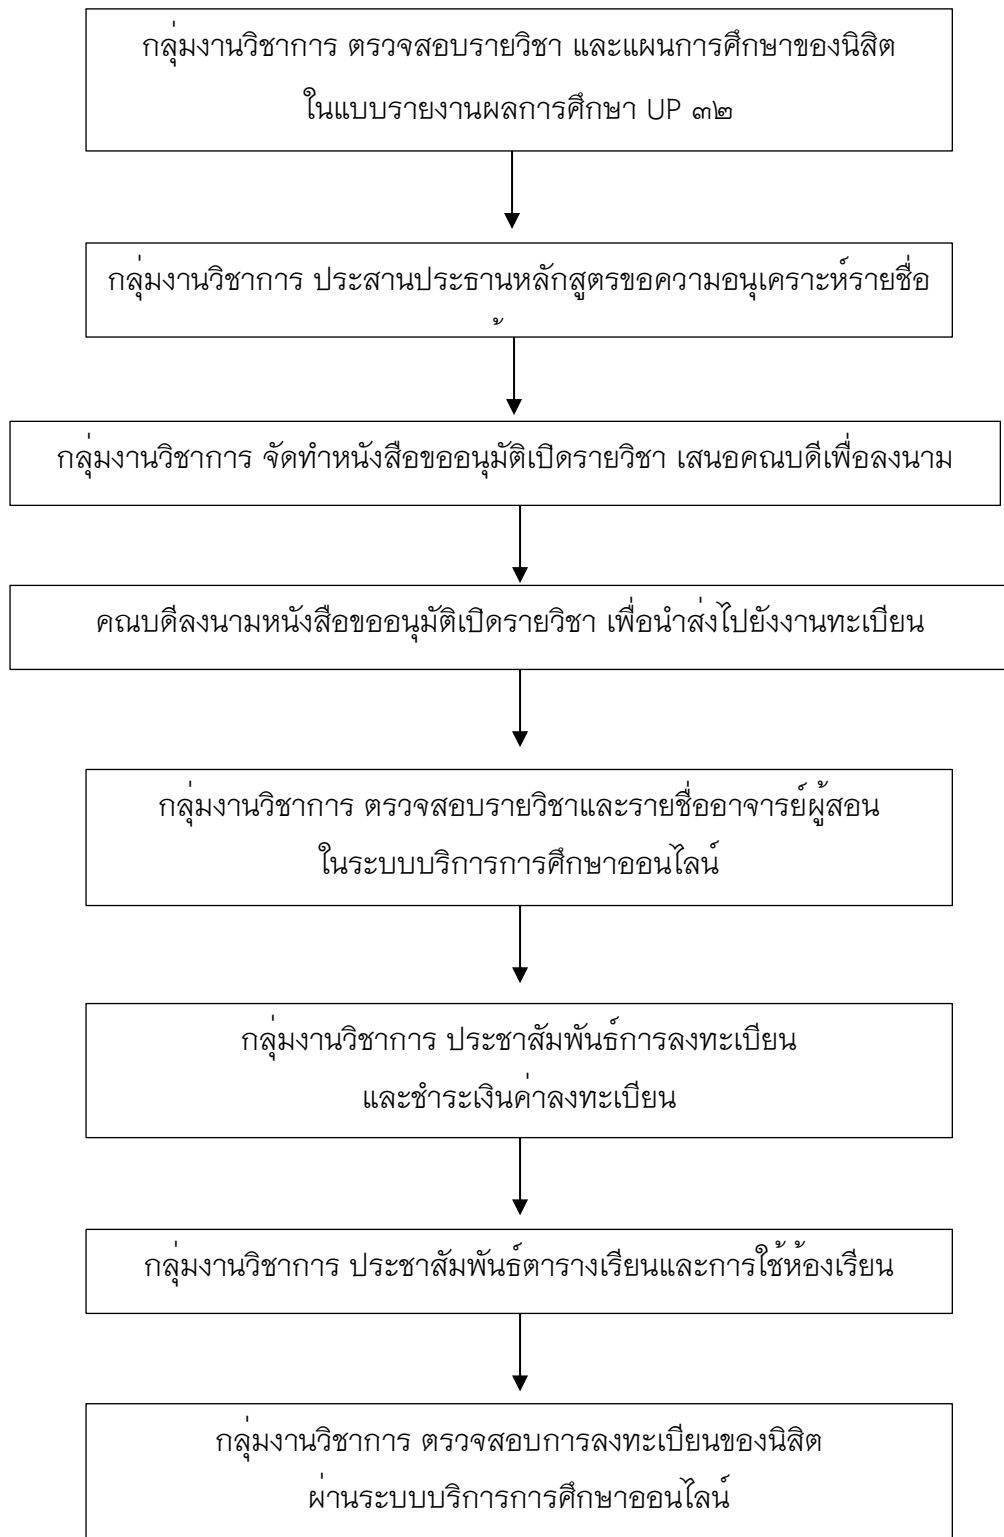 กลุ่มงานวิชาการ ตรวจสอบรายวิชา และแผนการศึกษาของนิสิต
ในแบบรายงานผลการศึกษา UP ๓๒
กลุ่มงานวิชาการ ประสานประธานหลักสูตรขอความอนุเคราะห์รายชื่อ
กลุ่มงานวิชาการ จัดทำหนังสือขออนุมัติเปิดรายวิชา เสนอคณบดีเพื่อลงนาม
คณบดีลงนามหนังสือขออนุมัติเปิดรายวิชา เพื่อนำส่งไปยังงานทะเบียน
กลุ่มงานวิชาการ ตรวจสอบรายวิชาและรายชื่ออาจารย์ผู้สอน
ในระบบบริการการศึกษาออนไลน์
กลุ่มงานวิชาการ ประชาสัมพันธ์การลงทะเบียน
และชำระเงินค่าลงทะเบียน
กลุ่มงานวิชาการ ประชาสัมพันธ์ตารางเรียนและการใช้ห้องเรียน
กลุ่มงานวิชาการ ตรวจสอบการลงทะเบียนของนิสิต
ผ่านระบบบริการการศึกษาออนไลน์